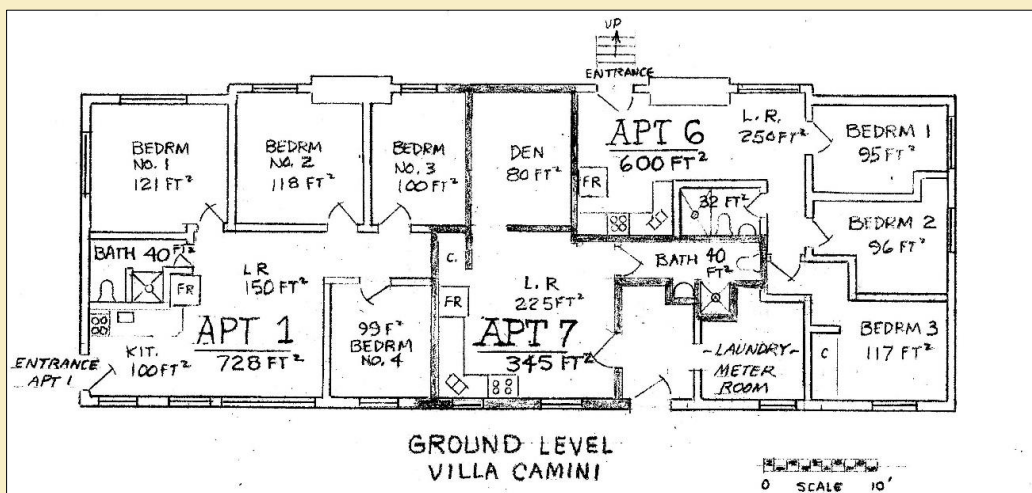 UP
ENTRANCE
BEDRM
NO. 1
121 FT²
BEDRM
NO. 2
118 FT²
BEDRM
NO. 3
100 FT²
DEN
80 FT²
APT 6
600 FT²
L. R.
250 FT²
BEDRM 1
95 FT²
FR
32 FT²
BEDRM 2
96 FT²
BATH 40 FT²
FR
L R
150 FT²
C.
FR
L. R
225 FT²
BATH 40
FT²
APT 1
728 FT²
KIT.
100 FT²
ENTRANCE
APT 1
99 F²
BEDRM
NO. 4
APT 7
345 FT²
-LAUNDRY-
METER
ROOM
C
BEDRM 3
117 FT²
GROUND LEVEL
VILLA CAMINI
0 SCALE 10'